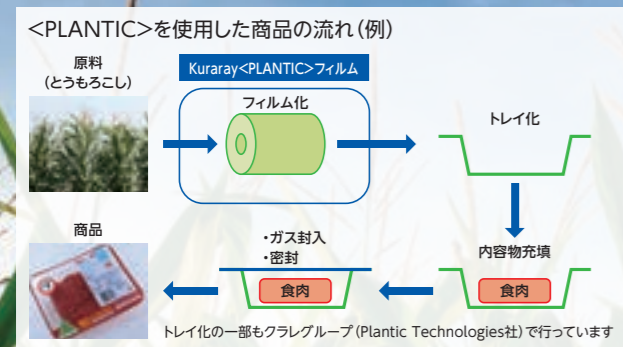 <PLANTIC>を使用した商品の流れ(例)
原料
(とうもろこし)
Kuraray<PLANTIC>フィルム
フィルム化
トレイ化
商品
・ガス封入
・密封
内容物充填
食肉
食肉
トレイ化の一部もクラレグループ(Plantic Technologies社)で行っています